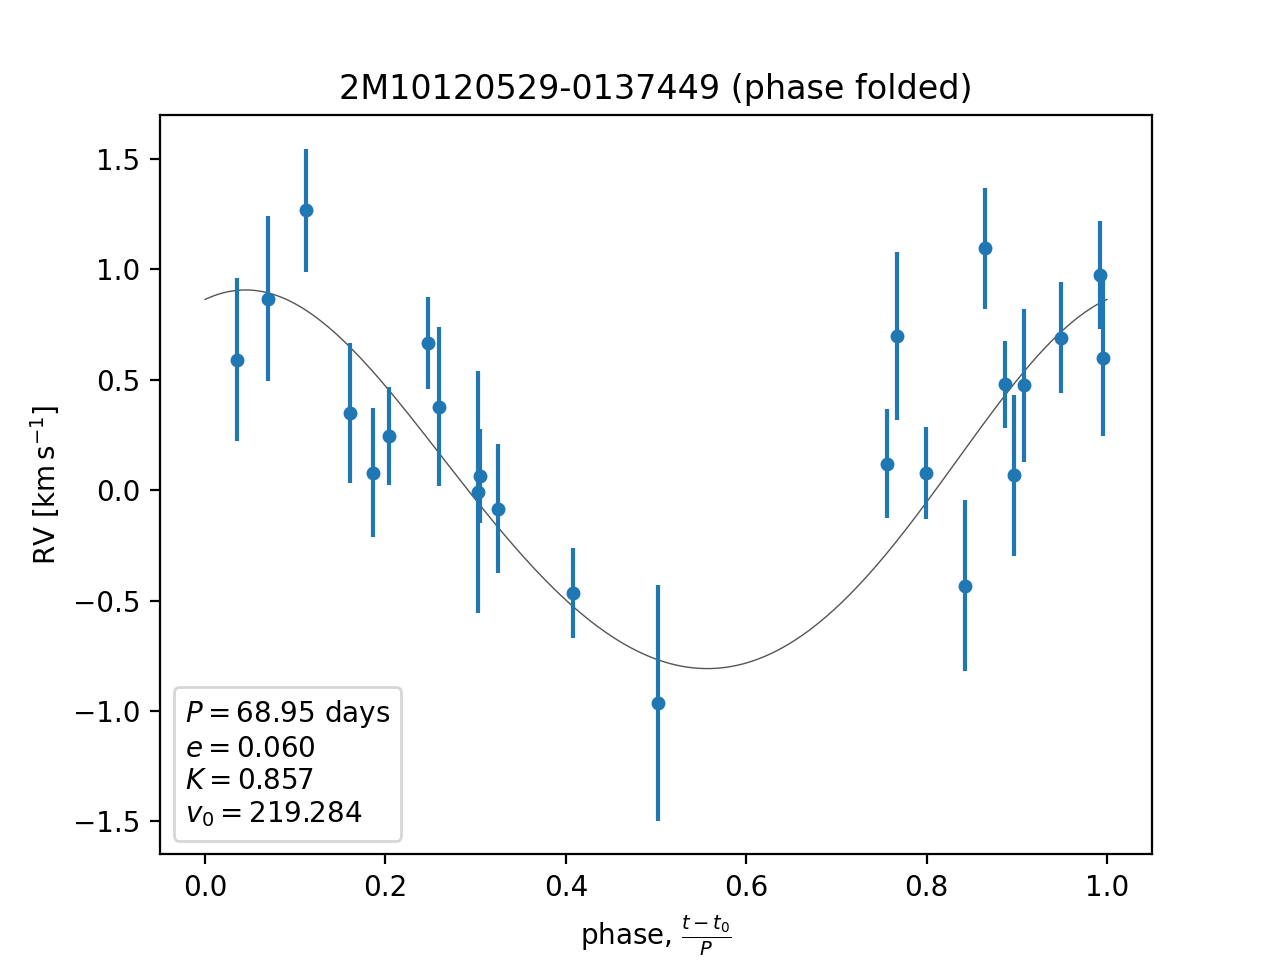 2M10120529-0137449 (phase folded)
RV [km s⁻¹]
1.5
1.0
0.5
0.0
−0.5
−1.0
−1.5
P = 68.95 days
e = 0.060
K = 0.857
v₀ = 219.284
0.0 0.2 0.4 0.6 0.8 1.0
phase, (t − t₀)/P